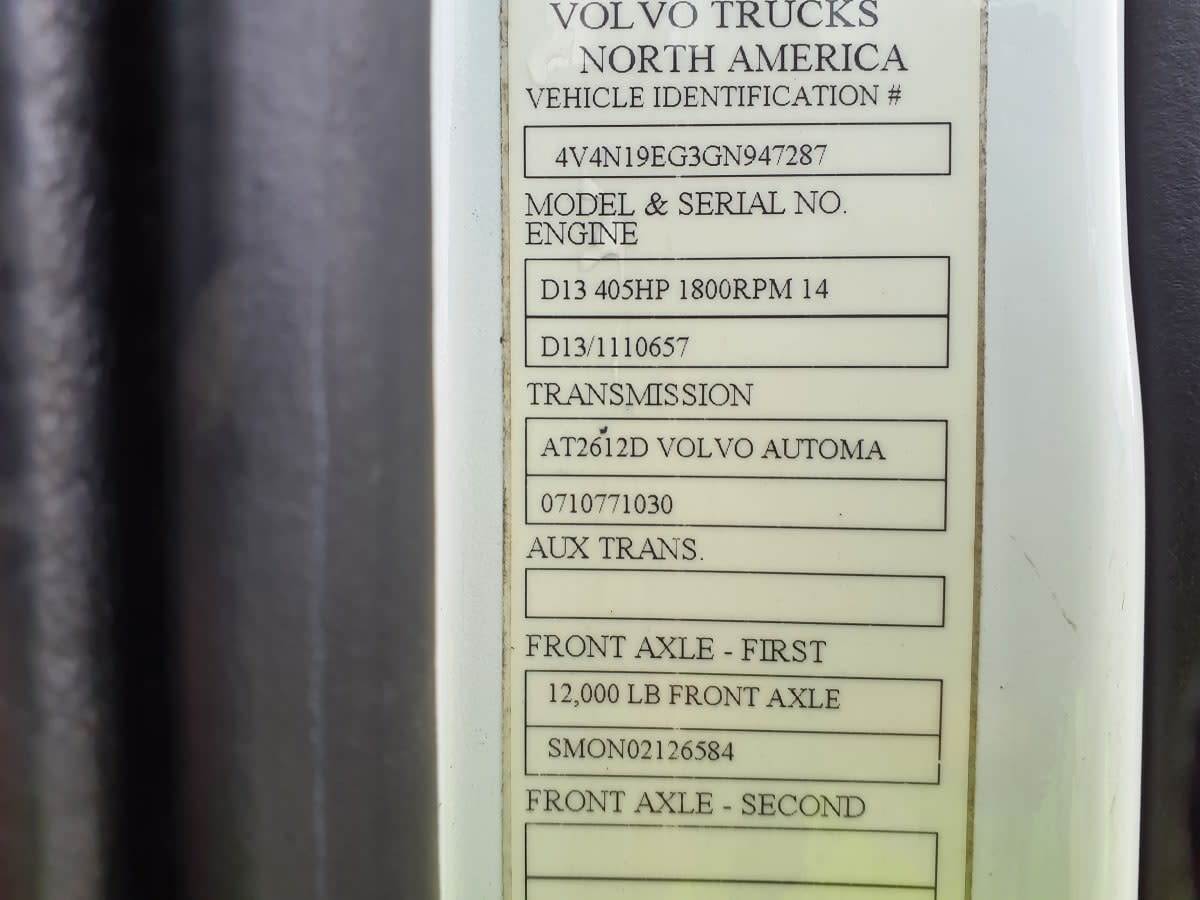 VOLVO TRUCKS
NORTH AMERICA
VEHICLE IDENTIFICATION #
4V4N19EG3GN947287
MODEL & SERIAL NO.
ENGINE
D13 405HP 1800RPM 14
D13/1110657
TRANSMISSION
AT2612D VOLVO AUTOMA
0710771030
AUX TRANS.
FRONT AXLE - FIRST
12,000 LB FRONT AXLE
SMON02126584
FRONT AXLE - SECOND